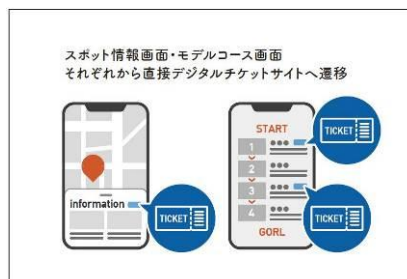 スポット情報画面・モデルコース画面
それぞれから直接デジタルチケットサイトへ遷移
information
TICKET
START
1
TICKET
2
3
4
TICKET
GORL